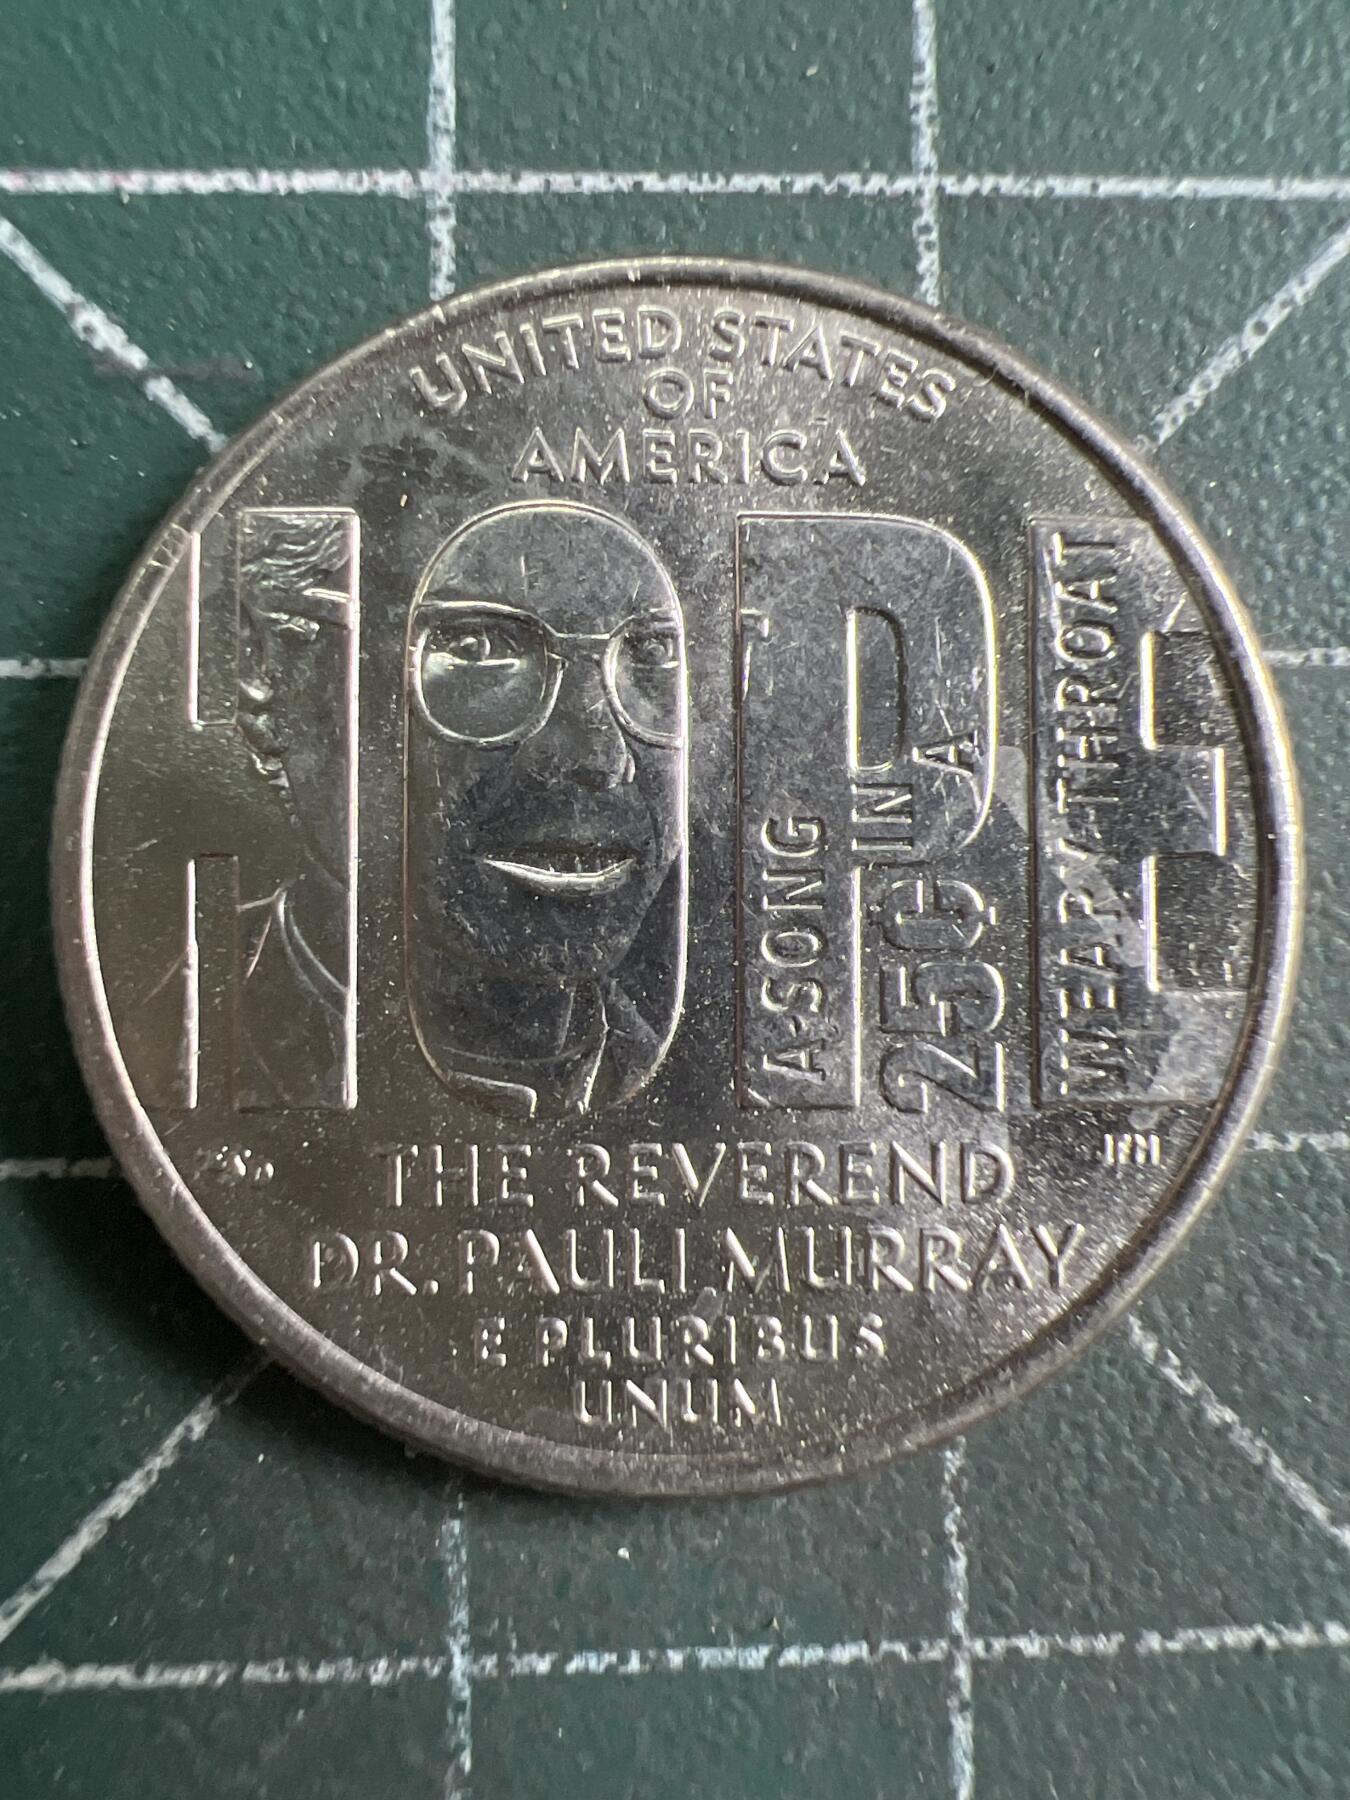 UNITED STATES
OF
AMERICA
HOPE
A SONG
IN A
WEARY THROAT
25¢
THE REVEREND
DR. PAULI MURRAY
E PLURIBUS
UNUM